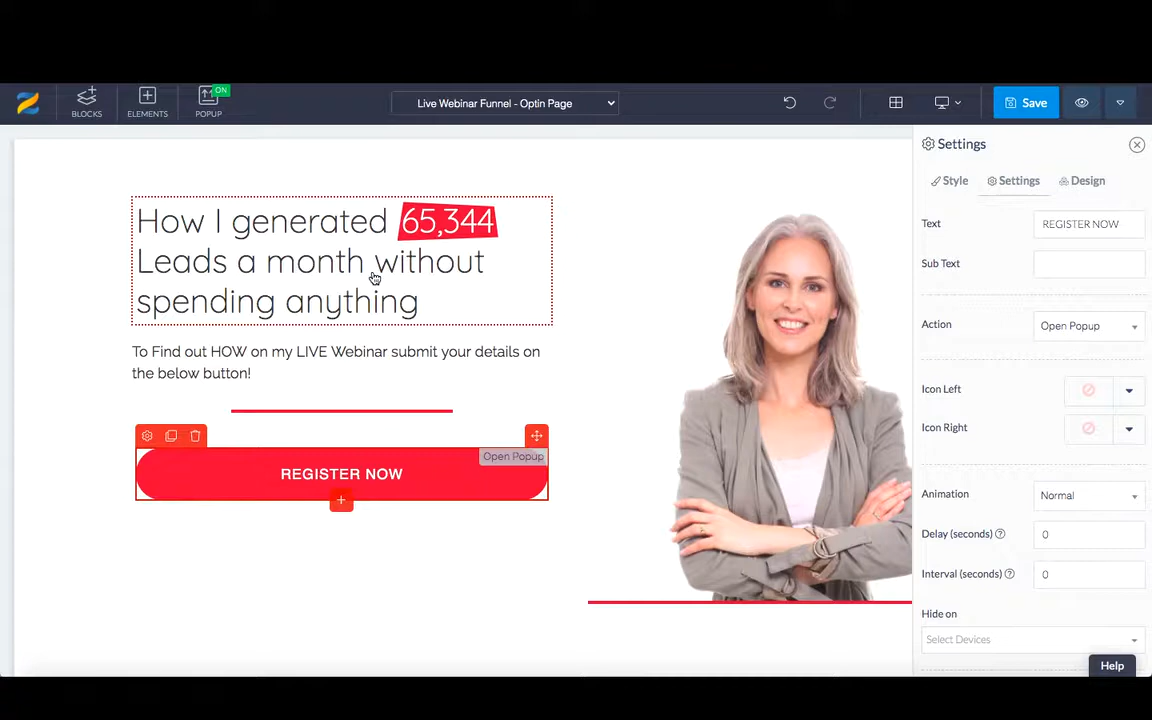 BLOCKS
ELEMENTS
ON
POPUP
Live Webinar Funnel - Optin Page
Save
Settings
Style
Settings
Design
How I generated 65,344
Leads a month without
spending anything
To Find out HOW on my LIVE Webinar submit your details on
the below button!
Open Popup
REGISTER NOW
Text
REGISTER NOW
Sub Text
Action
Open Popup
Icon Left
Icon Right
Animation
Normal
Delay (seconds)
0
Interval (seconds)
0
Hide on
Select Devices
Help